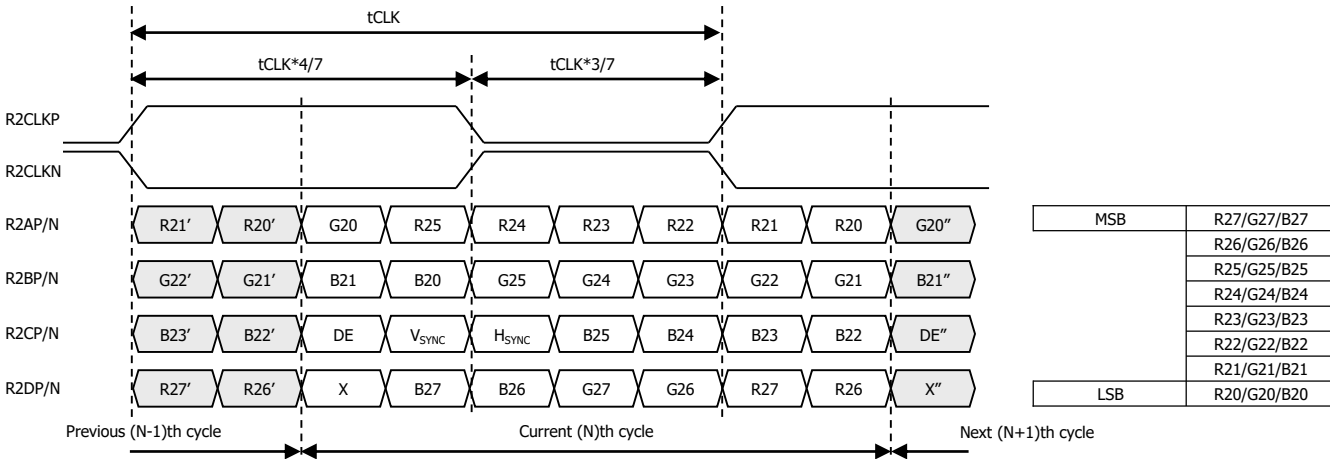 tCLK
tCLK*4/7 tCLK*3/7
R2CLKP
R2CLKN
R2AP/N R21′ R20′ G20 R25 R24 R23 R22 R21 R20 G20″
R2BP/N G22′ G21′ B21 B20 G25 G24 G23 G22 G21 B21″
R2CP/N B23′ B22′ DE VSYNC HSYNC B25 B24 B23 B22 DE″
R2DP/N R27′ R26′ X B27 B26 G27 G26 R27 R26 X″
Previous (N-1)th cycle Current (N)th cycle Next (N+1)th cycle
MSB R27/G27/B27
R26/G26/B26
R25/G25/B25
R24/G24/B24
R23/G23/B23
R22/G22/B22
R21/G21/B21
LSB R20/G20/B20